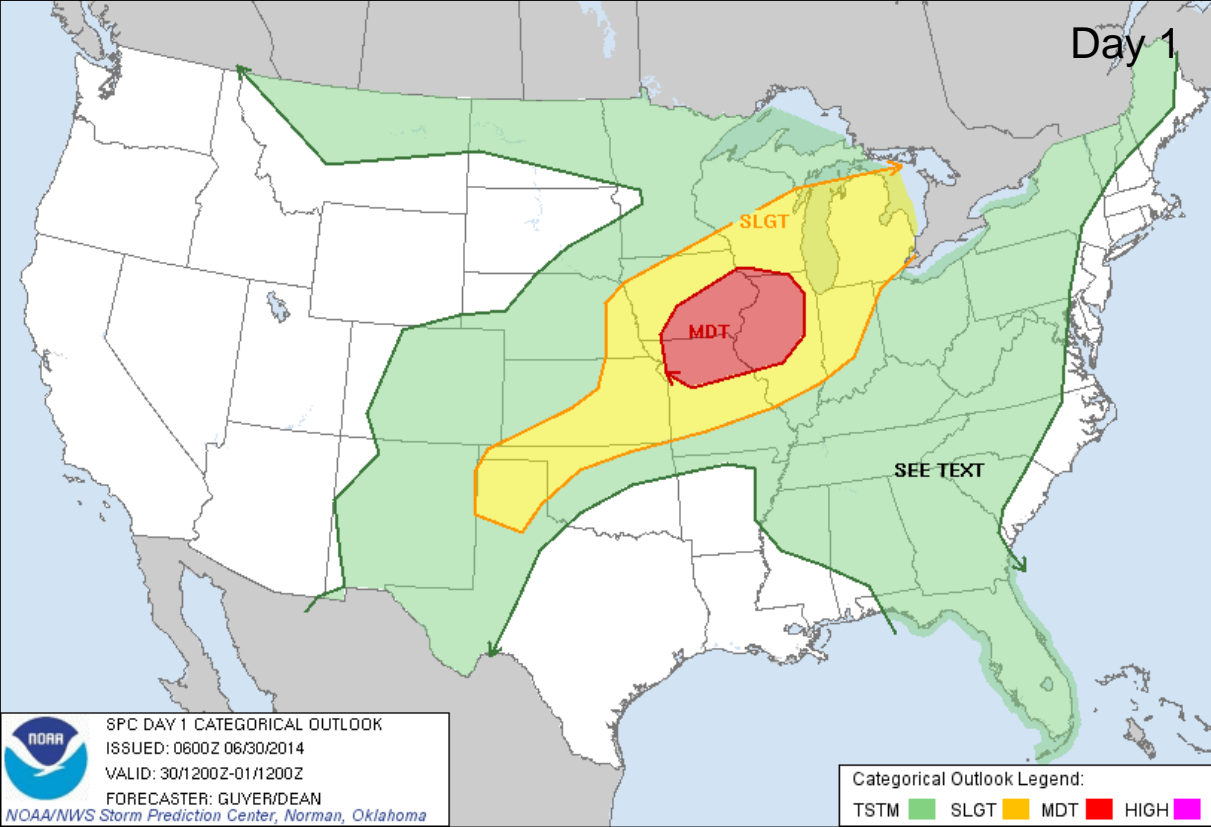 Day 1
SLGT
MDT
SEE TEXT
NOAA
SPC DAY 1 CATEGORICAL OUTLOOK
ISSUED: 0600Z 06/30/2014
VALID: 30/1200Z-01/1200Z
FORECASTER: GUYER/DEAN
NOAA/NWS Storm Prediction Center, Norman, Oklahoma
Categorical Outlook Legend:
TSTM SLGT MDT HIGH